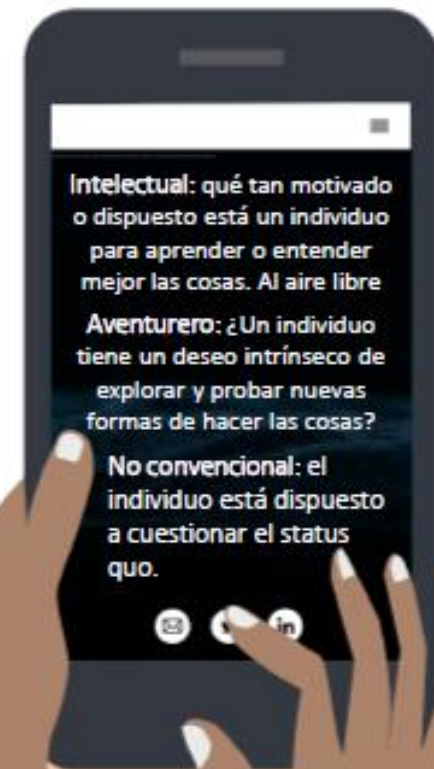 Intelectual: qué tan motivado
o dispuesto está un individuo
para aprender o entender
mejor las cosas. Al aire libre
Aventurero: ¿Un individuo
tiene un deseo intrínseco de
explorar y probar nuevas
formas de hacer las cosas?
No convencional: el
individuo está dispuesto
a cuestionar el status
quo.
in